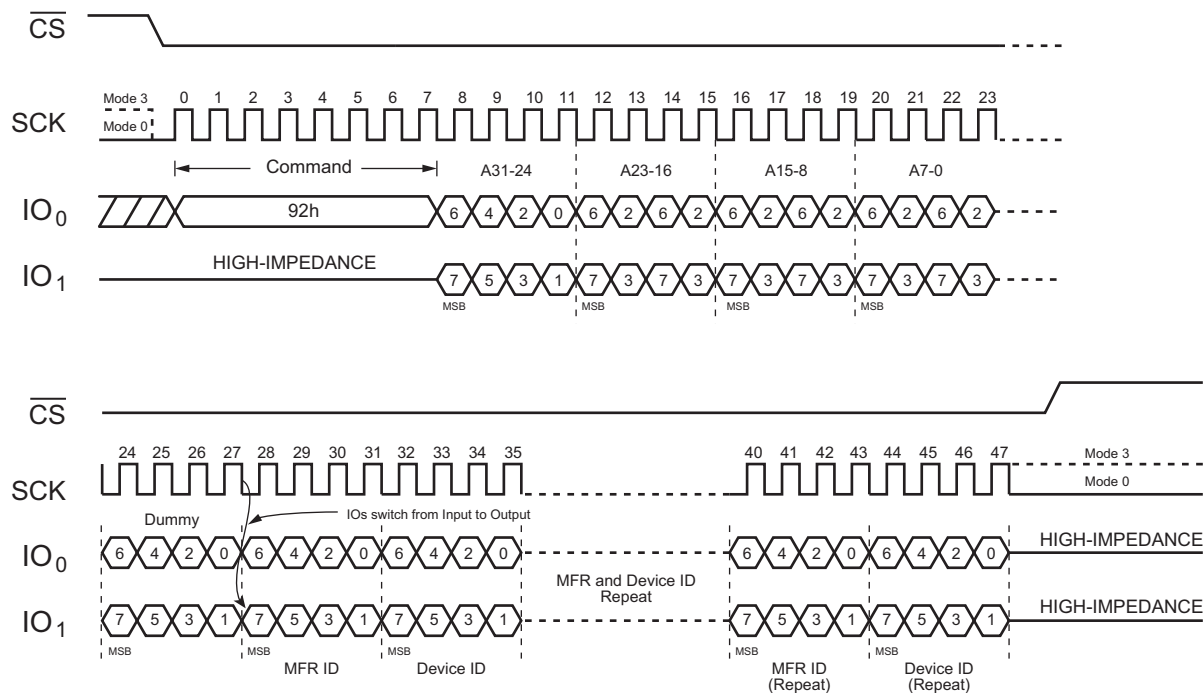 CS
Mode 3
Mode 0
SCK
0 1 2 3 4 5 6 7 8 9 10 11 12 13 14 15 16 17 18 19 20 21 22 23
Command
A31-24 A23-16 A15-8 A7-0
IO0
92h
6 4 2 0 6 2 6 2 6 2 6 2 6 2 6 2
HIGH-IMPEDANCE
IO1
7 5 3 1 7 3 7 3 7 3 7 3 7 3 7 3
MSB MSB MSB MSB
CS
24 25 26 27 28 29 30 31 32 33 34 35 40 41 42 43 44 45 46 47
Mode 3
SCK
Mode 0
Dummy
IOs switch from Input to Output
IO0
6 4 2 0 6 4 2 0 6 4 2 0 6 4 2 0 6 4 2 0
HIGH-IMPEDANCE
MFR and Device ID
Repeat
IO1
7 5 3 1 7 5 3 1 7 5 3 1 7 5 3 1 7 5 3 1
HIGH-IMPEDANCE
MSB MSB MSB MSB MSB
MFR ID Device ID
MFR ID
(Repeat)
Device ID
(Repeat)